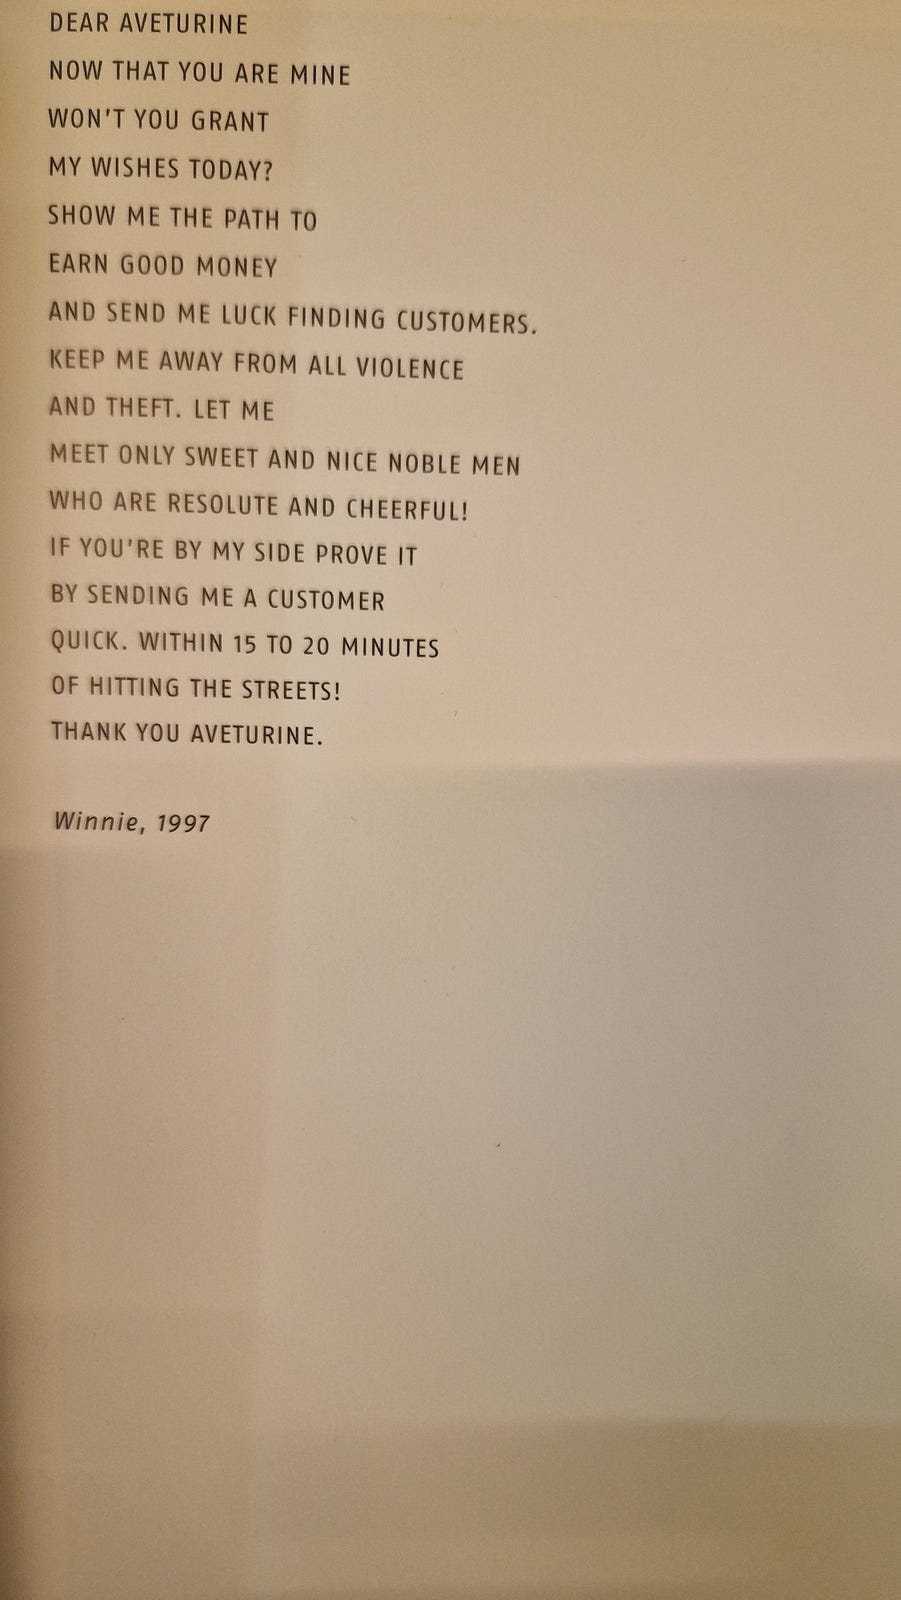 DEAR AVETURINE
NOW THAT YOU ARE MINE
WON'T YOU GRANT
MY WISHES TODAY?
SHOW ME THE PATH TO
EARN GOOD MONEY
AND SEND ME LUCK FINDING CUSTOMERS.
KEEP ME AWAY FROM ALL VIOLENCE
AND THEFT. LET ME
MEET ONLY SWEET AND NICE NOBLE MEN
WHO ARE RESOLUTE AND CHEERFUL!
IF YOU'RE BY MY SIDE PROVE IT
BY SENDING ME A CUSTOMER
QUICK. WITHIN 15 TO 20 MINUTES
OF HITTING THE STREETS!
THANK YOU AVETURINE.
Winnie, 1997